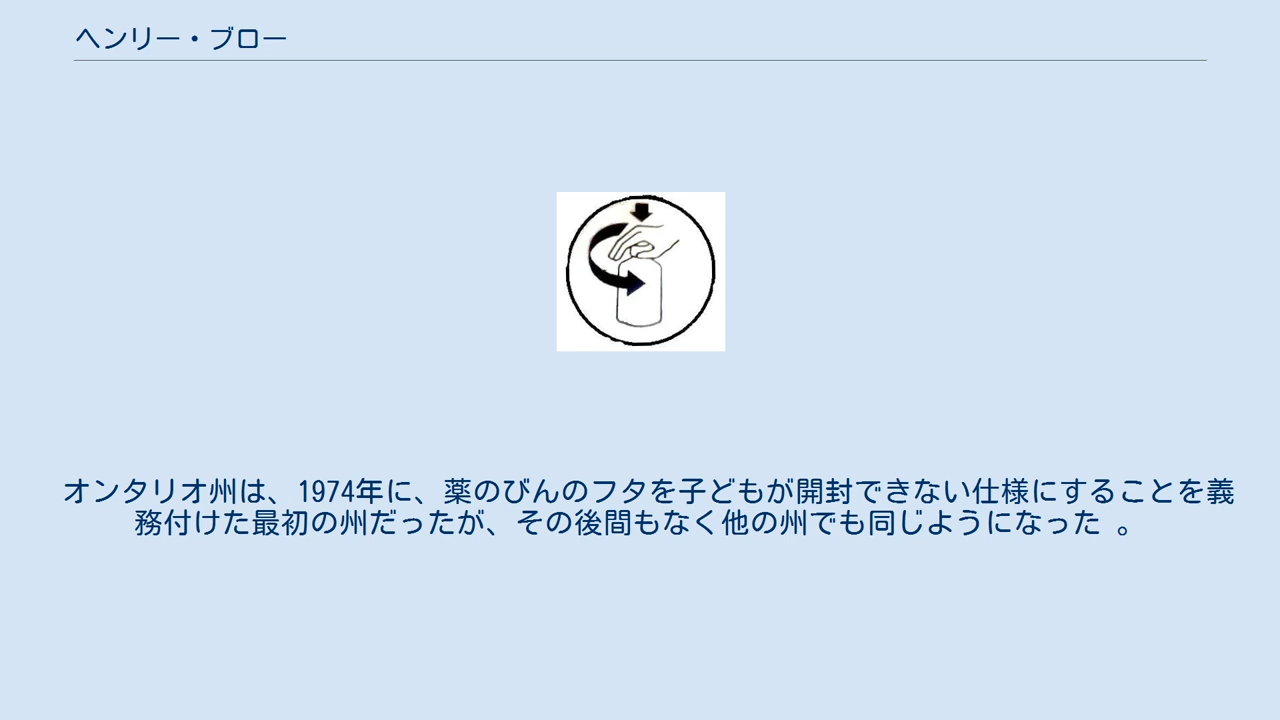 ヘンリー・ブロー
オンタリオ州は、1974年に、薬のびんのフタを子どもが開封できない仕様にすることを義
務付けた最初の州だったが、その後間もなく他の州でも同じようになった 。